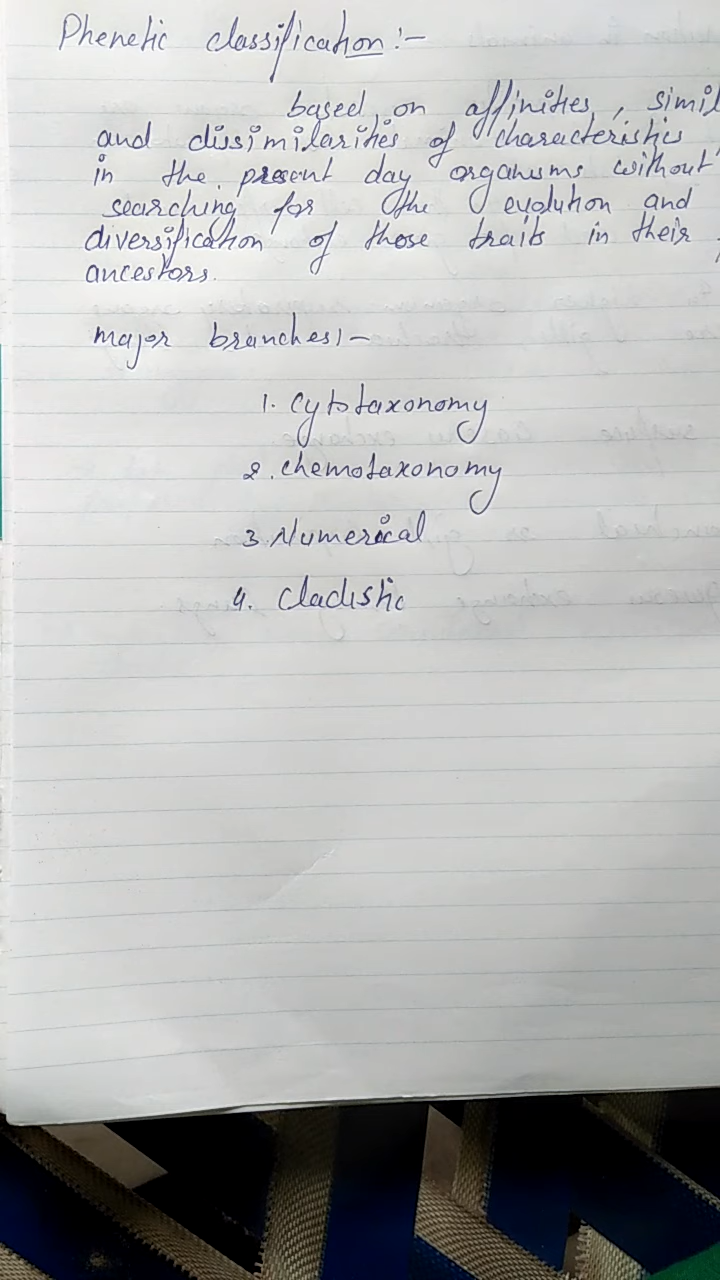 Phenetic classification :-
based on affinities, simil
and dissimilarities of characteristics
in the present day organisms without
searching for the evolution and
diversification of those traits in their
ancestors.
major branches :-
1. Cytotaxonomy
2. chemotaxonomy
3. Numerical
4. Cladistic